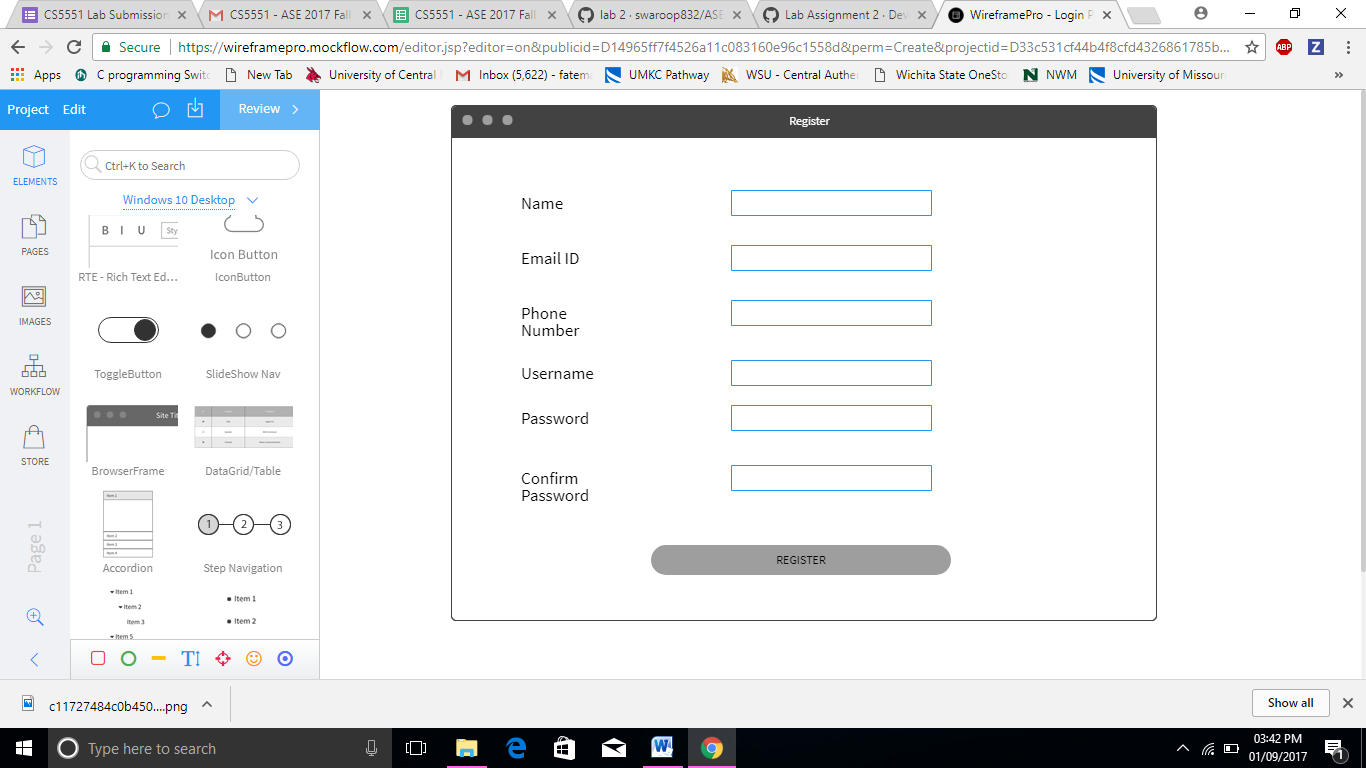 CS5551 Lab Submission
CS5551 - ASE 2017 Fall
CS5551 - ASE 2017 Fall
lab 2 · swaroop832/ASE
Lab Assignment 2 · Dev
WireframePro - Login P
Secure
https://wireframepro.mockflow.com/editor.jsp?editor=on&publicid=D14965ff7f4526a11c083160e96c1558d&perm=Create&projectid=D33c531cf44b4f8cfd4326861785b...
ABP
Z
Apps
C programming Switc
New Tab
University of Central
Inbox (5,622) - fatema
UMKC Pathway
WSU - Central Authe
Wichita State OneSto
NWM
University of Missour
»
Project
Edit
Review
Register
Ctrl+K to Search
ELEMENTS
Windows 10 Desktop
B I U Sty
Icon Button
RTE - Rich Text Ed...
IconButton
PAGES
IMAGES
ToggleButton
SlideShow Nav
WORKFLOW
Site Tit
BrowserFrame
DataGrid/Table
STORE
Item 1
Item 2
Item 3
Item 4
1 2 3
Accordion
Step Navigation
Page 1
Item 1
Item 2
Item 3
Item 5
Item 1
Item 2
T
Name
Email ID
Phone
Number
Username
Password
Confirm
Password
REGISTER
c11727484c0b450....png
Show all
Type here to search
03:42 PM
01/09/2017
1